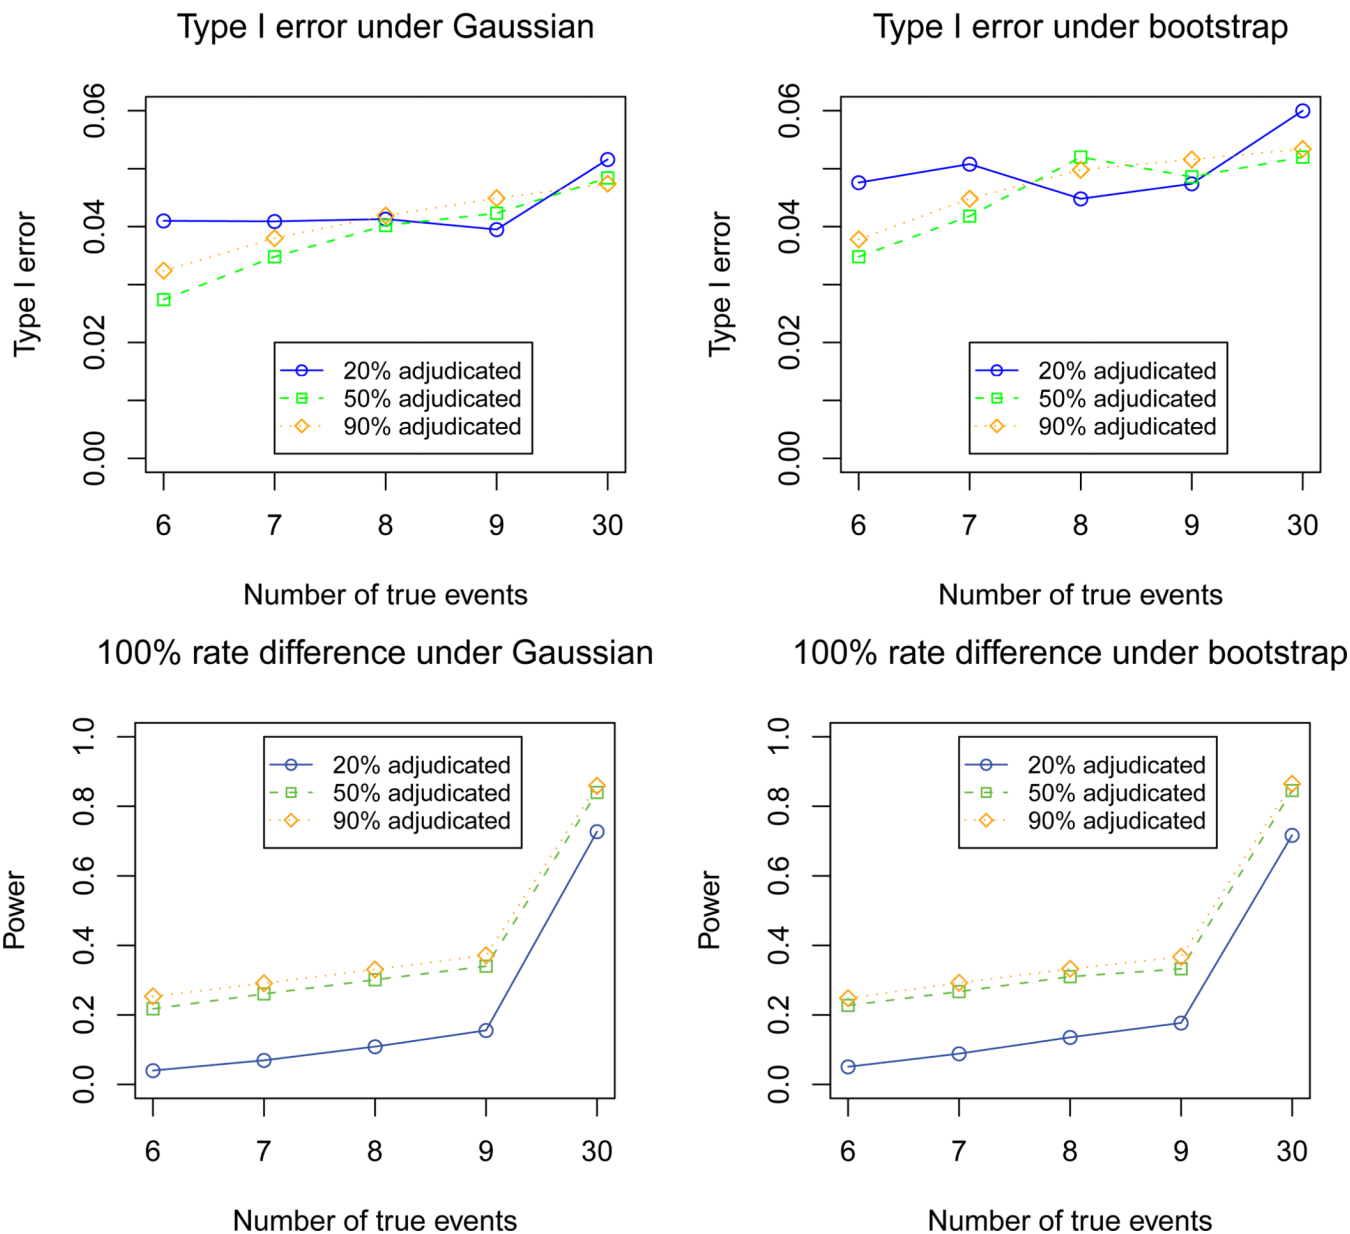 Type I error under Gaussian
Type I error
0.06
0.04
0.02
0.00
20% adjudicated
50% adjudicated
90% adjudicated
6 7 8 9 30
Number of true events
Type I error under bootstrap
Type I error
0.06
0.04
0.02
0.00
20% adjudicated
50% adjudicated
90% adjudicated
6 7 8 9 30
Number of true events
100% rate difference under Gaussian
Power
1.0
0.8
0.6
0.4
0.2
0.0
20% adjudicated
50% adjudicated
90% adjudicated
6 7 8 9 30
Number of true events
100% rate difference under bootstrap
Power
1.0
0.8
0.6
0.4
0.2
0.0
20% adjudicated
50% adjudicated
90% adjudicated
6 7 8 9 30
Number of true events